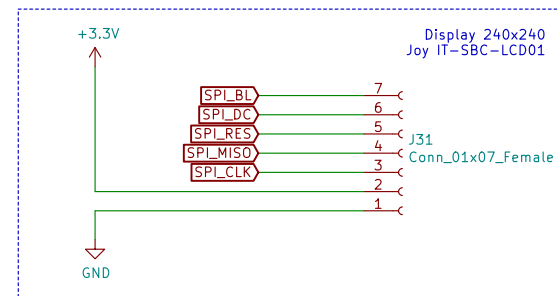 +3.3V
Display 240x240
Joy IT-SBC-LCD01
SPI_BL 7
SPI_DC 6
SPI_RES 5
SPI_MISO 4
J31
Conn_01x07_Female
SPI_CLK 3
2
1
GND